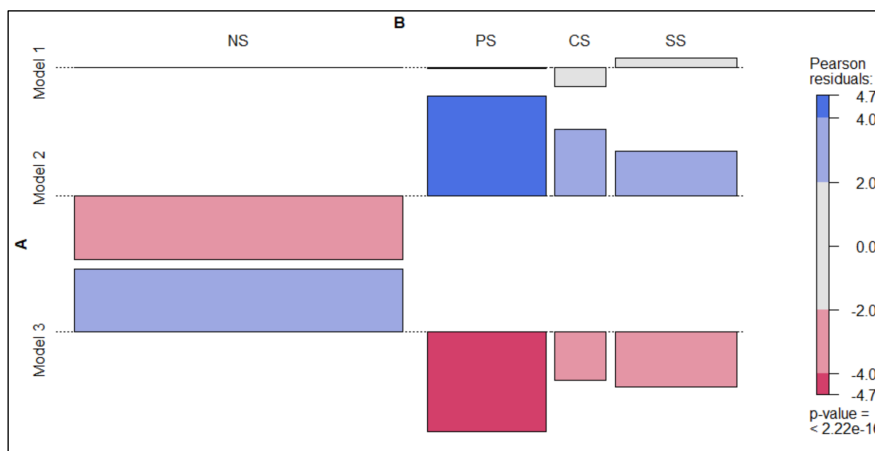 B
NS PS CS SS
Model 1
Model 2
A
Model 3
Pearson
residuals:
4.7
4.0
2.0
0.0
-2.0
-4.0
-4.7
p-value =
< 2.22e-16